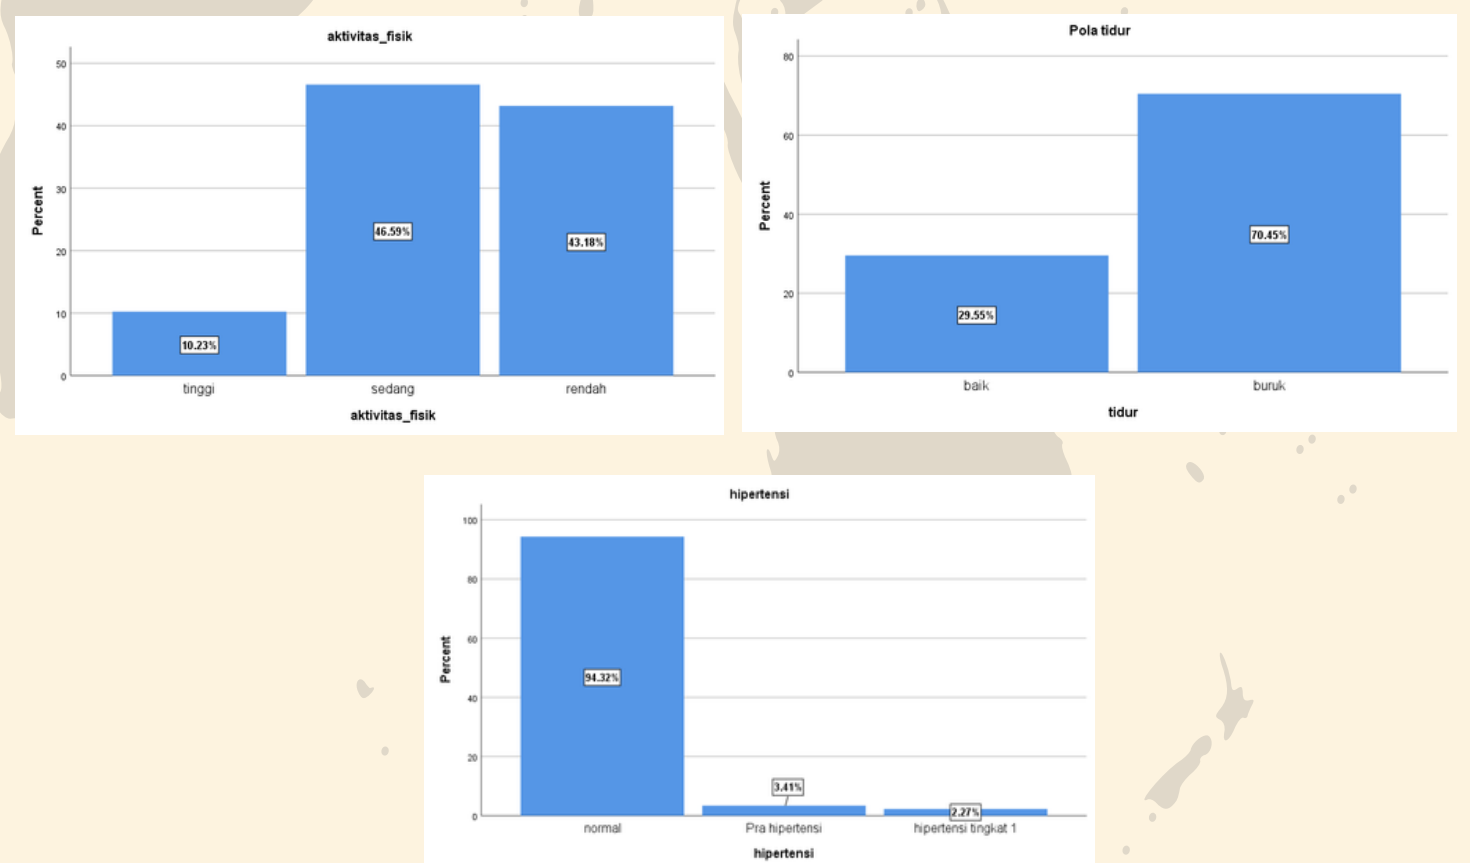 aktivitas_fisik
Percent
50
40
30
20
10
0
10.23%
46.59%
43.18%
tinggi sedang rendah
aktivitas_fisik
Pola tidur
Percent
80
60
40
20
0
29.55%
70.45%
baik buruk
tidur
hipertensi
Percent
100
80
60
40
20
0
94.32%
3.41%
2.27%
normal Pra hipertensi hipertensi tingkat 1
hipertensi